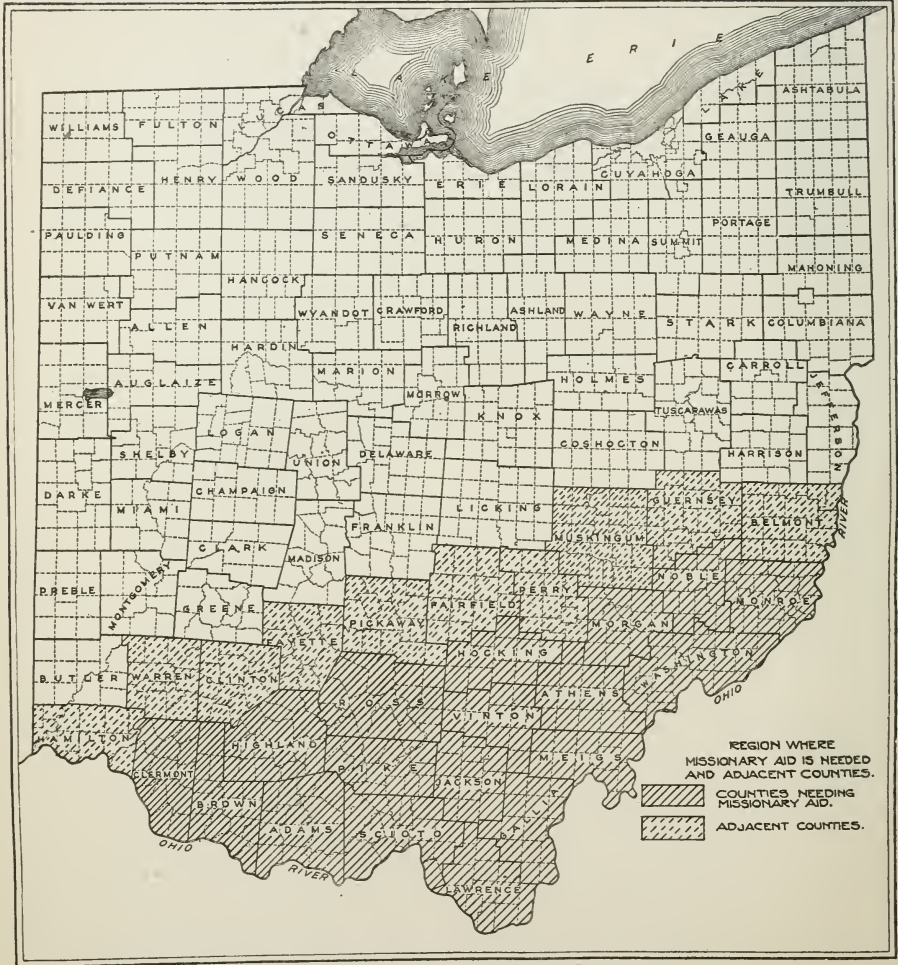 LAKE ERIE
WILLIAMS
FULTON
LUCAS
OTTAWA
LAKE
ASHTABULA
GEAUGA
CUYAHOGA
DEFIANCE
HENRY
WOOD
SANDUSKY
ERIE
LORAIN
TRUMBULL
PAULDING
PUTNAM
SENECA
HURON
MEDINA
SUMMIT
PORTAGE
HANCOCK
MAHONING
VAN WERT
ALLEN
WYANDOT
CRAWFORD
RICHLAND
ASHLAND
WAYNE
STARK
COLUMBIANA
HARDIN
MARION
MORROW
HOLMES
CARROLL
JEFFERSON
AUGLAIZE
MERCER
LOGAN
KNOX
TUSCARAWAS
COSHOCTON
HARRISON
SHELBY
UNION
DELAWARE
DARKE
MIAMI
CHAMPAIGN
FRANKLIN
LICKING
MUSKINGUM
GUERNSEY
BELMONT
RIVER
CLARK
MADISON
PREBLE
MONTGOMERY
GREENE
FAYETTE
PICKAWAY
FAIRFIELD
PERRY
NOBLE
MONROE
MORGAN
BUTLER
WARREN
CLINTON
HOCKING
WASHINGTON
OHIO
HAMILTON
ROSS
VINTON
ATHENS
CLERMONT
HIGHLAND
PIKE
JACKSON
MEIGS
BROWN
ADAMS
SCIOTO
GALLIA
LAWRENCE
OHIO
RIVER
REGION WHERE
MISSIONARY AID IS NEEDED
AND ADJACENT COUNTIES.
COUNTIES NEEDING
MISSIONARY AID.
ADJACENT COUNTIES.